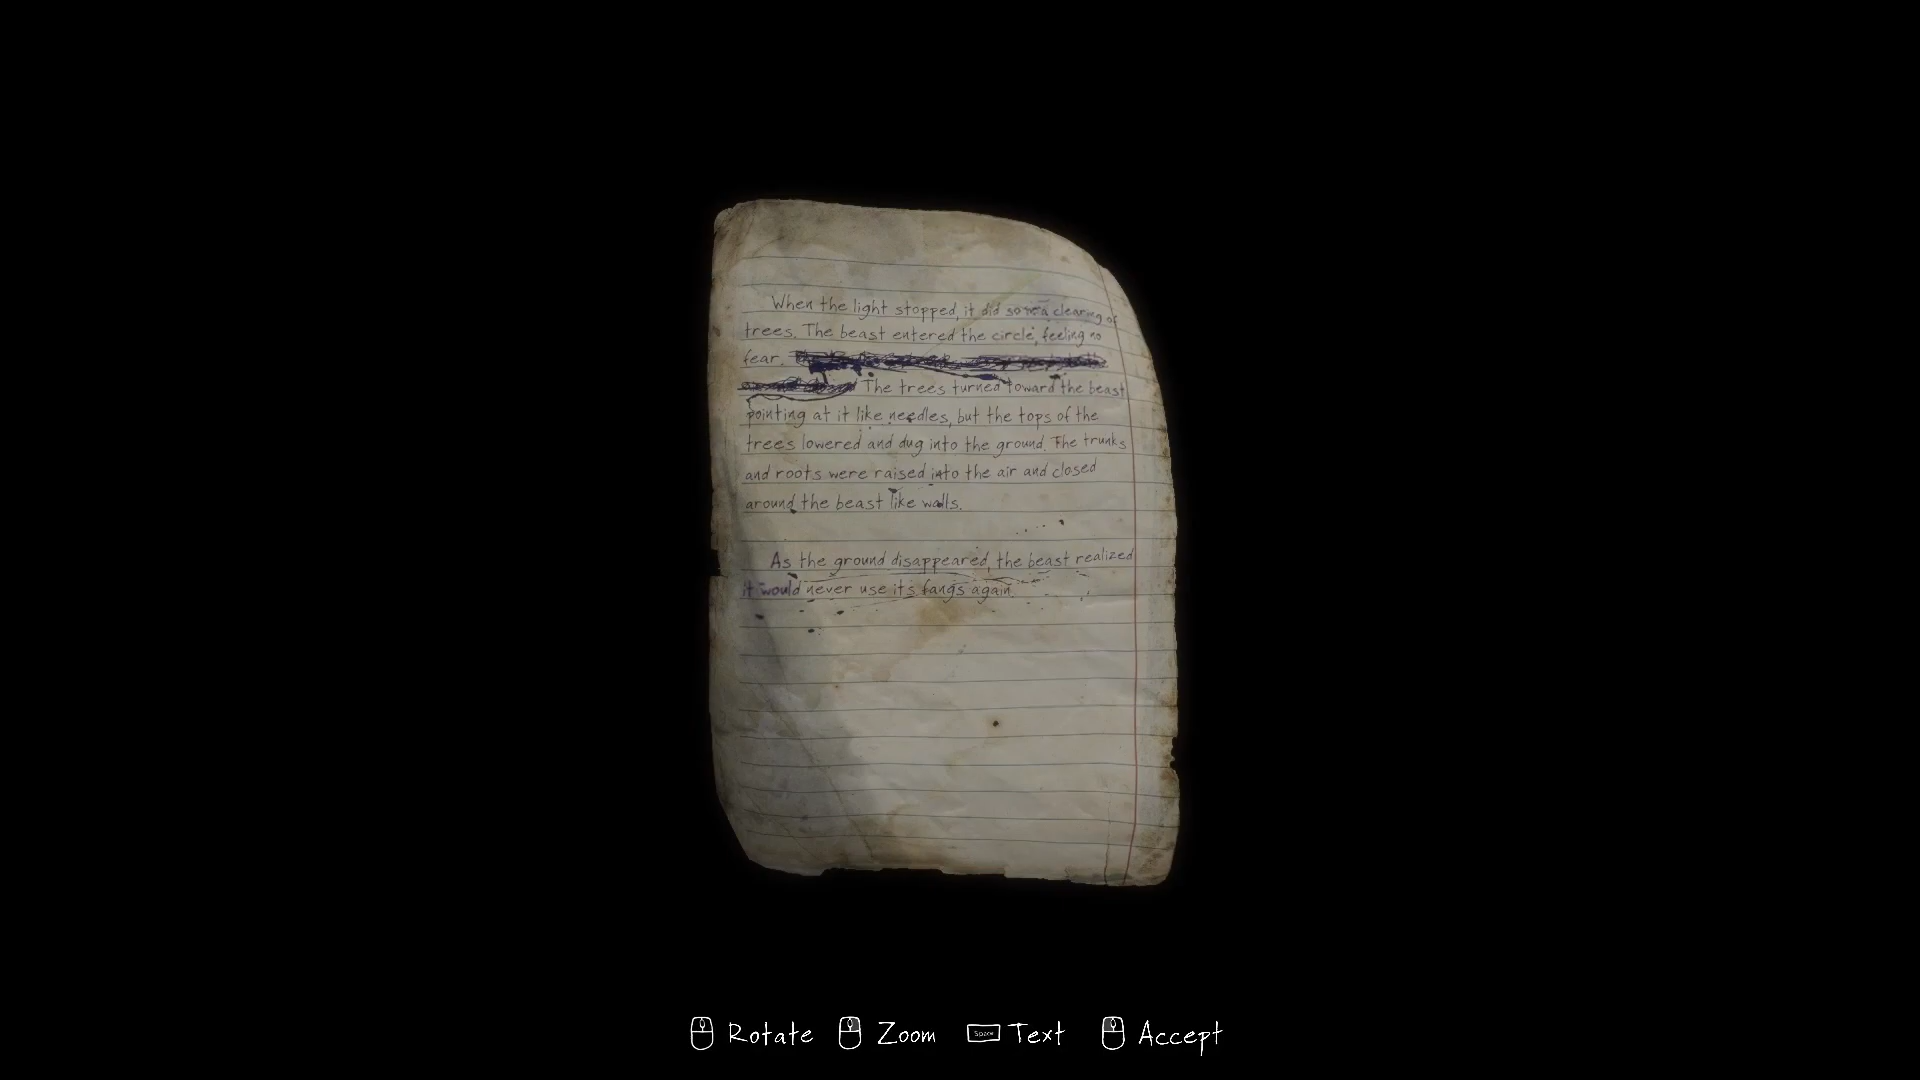 When the light stopped, it did so in a clearing of
trees. The beast entered the circle, feeling no
fear.
The trees turned toward the beast
pointing at it like needles, but the tops of the
trees lowered and dug into the ground. The trunks
and roots were raised into the air and closed
around the beast like walls.
As the ground disappeared, the beast realized
it would never use its fangs again.
Rotate Zoom Space Text Accept